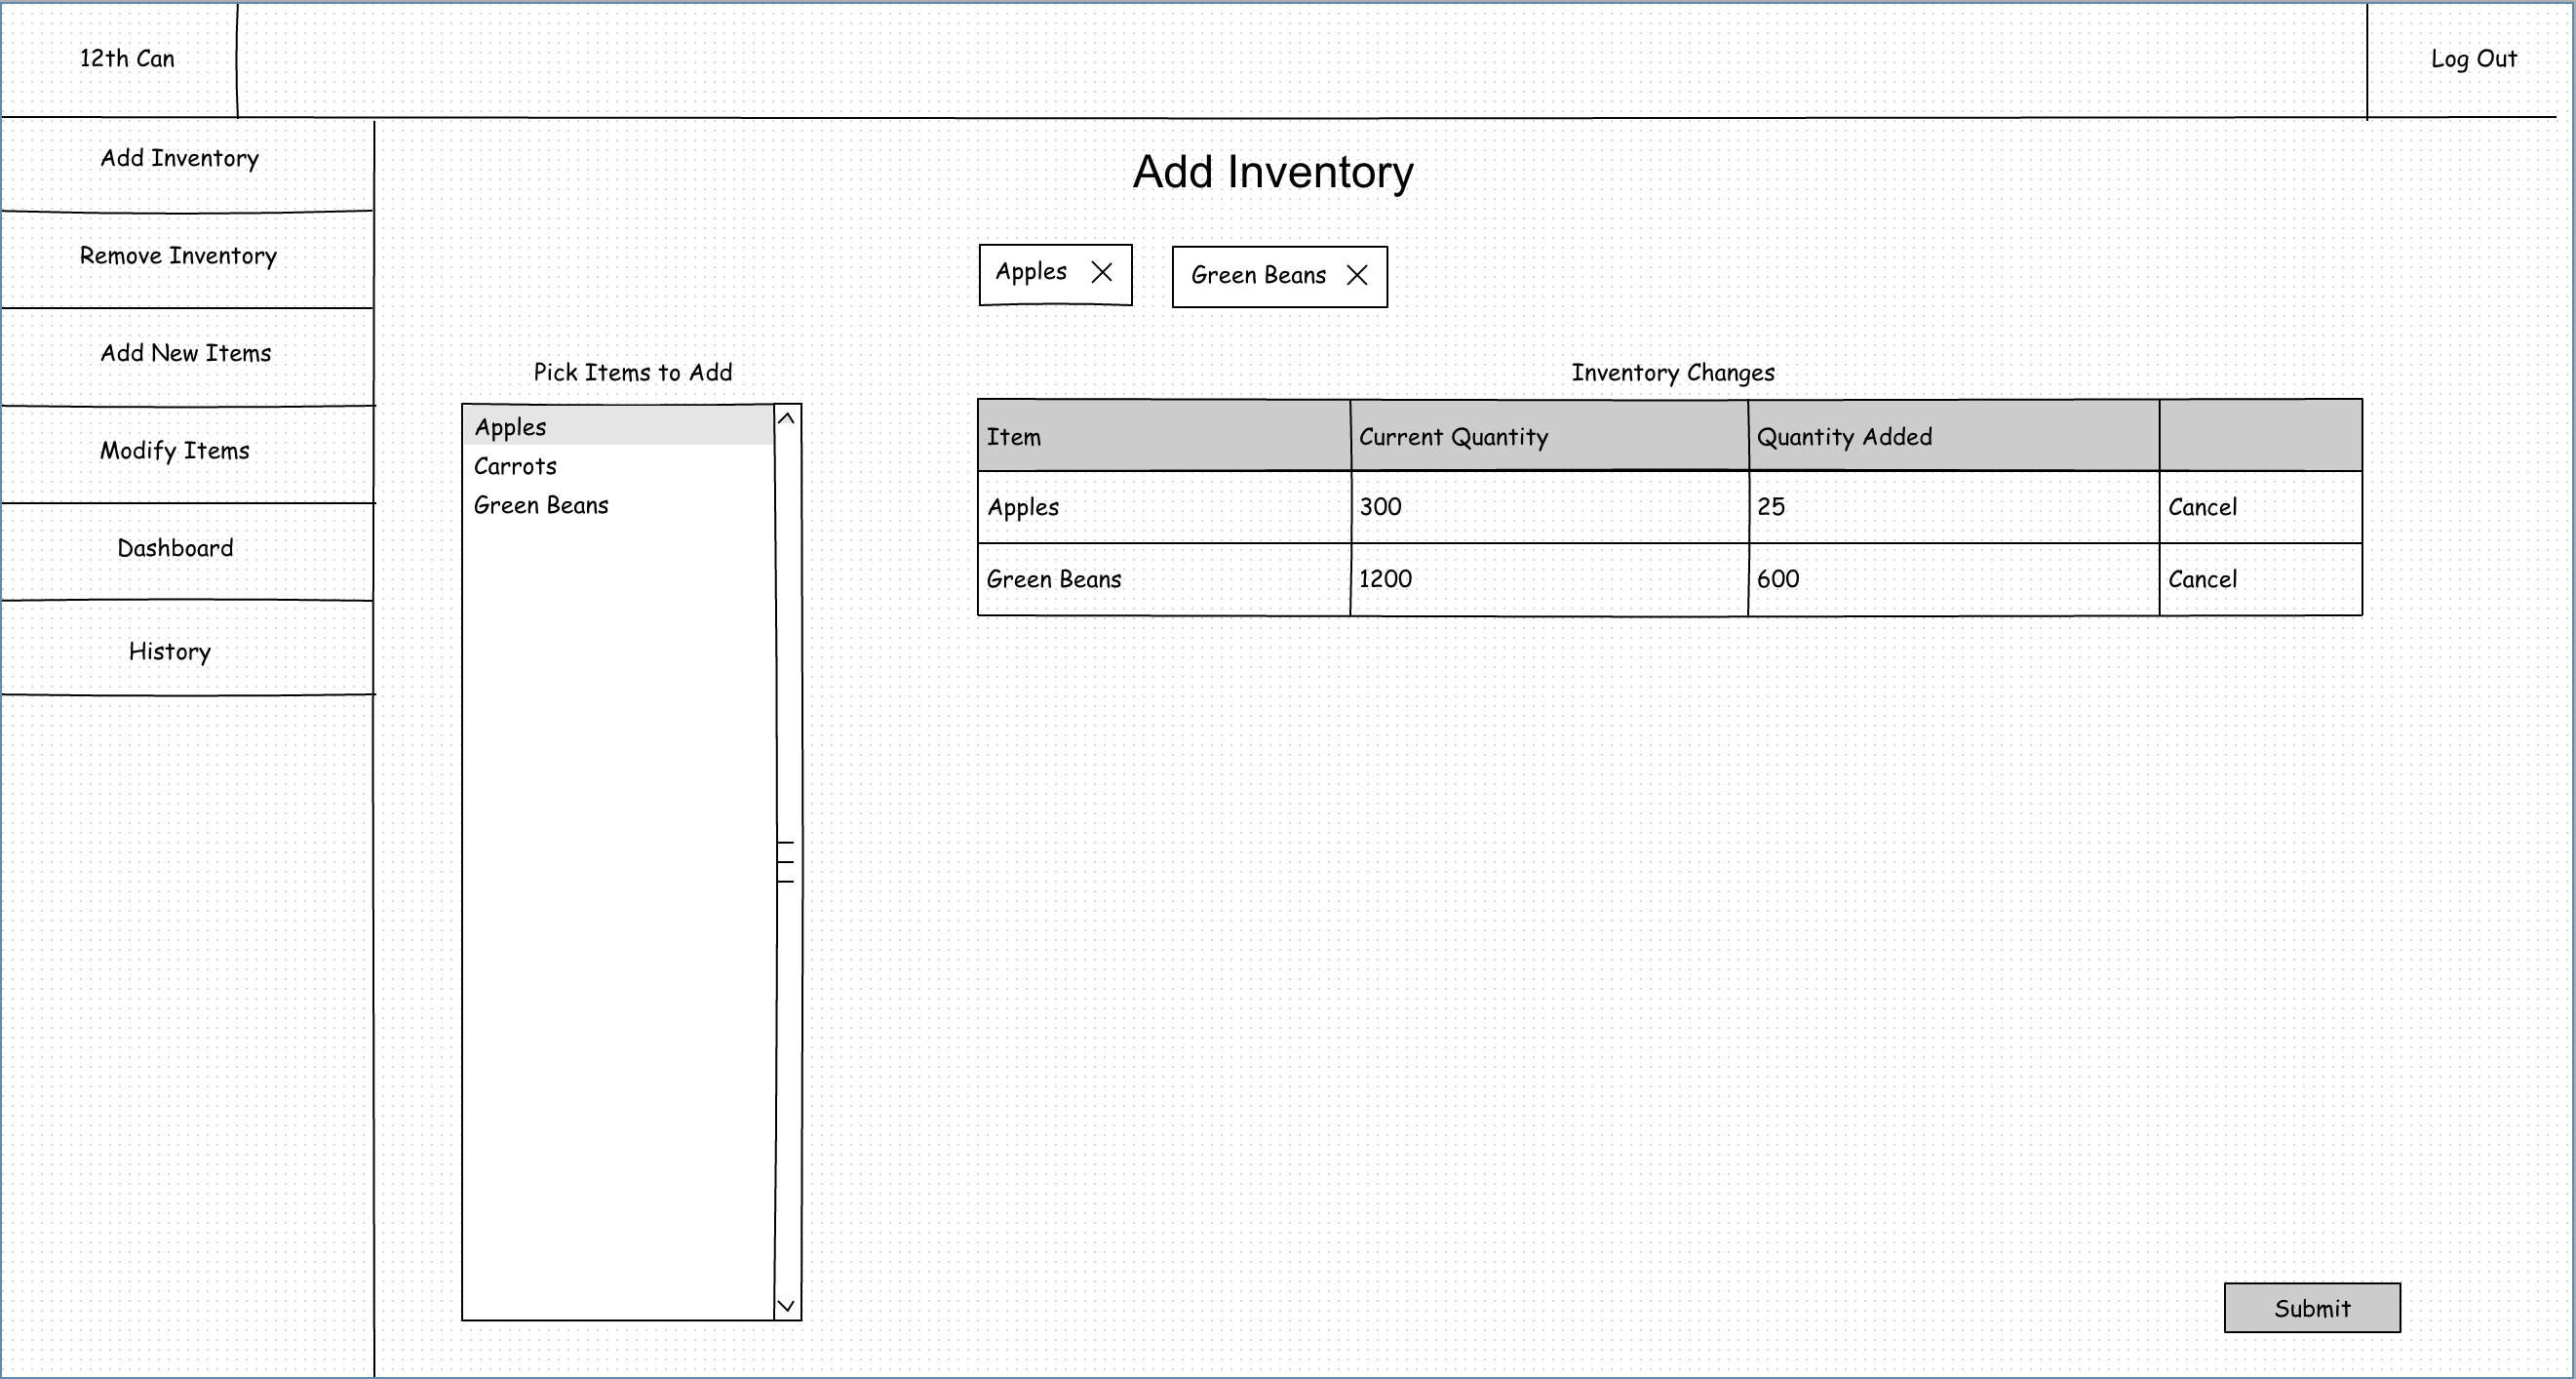 12th Can
Log Out
Add Inventory
Remove Inventory
Add New Items
Modify Items
Dashboard
History
Add Inventory
Apples
Green Beans
Pick Items to Add
Apples
Carrots
Green Beans
Inventory Changes
Item Current Quantity Quantity Added
Apples 300 25 Cancel
Green Beans 1200 600 Cancel
Submit